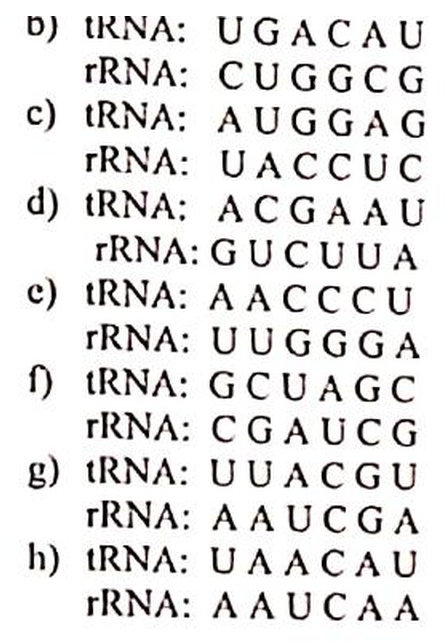 b) tRNA: U G A C A U
rRNA: C U G G C G
c) tRNA: A U G G A G
rRNA: U A C C U C
d) tRNA: A C G A A U
rRNA: G U C U U A
e) tRNA: A A C C C U
rRNA: U U G G G A
f) tRNA: G C U A G C
rRNA: C G A U C G
g) tRNA: U U A C G U
rRNA: A A U C G A
h) tRNA: U A A C A U
rRNA: A A U C A A